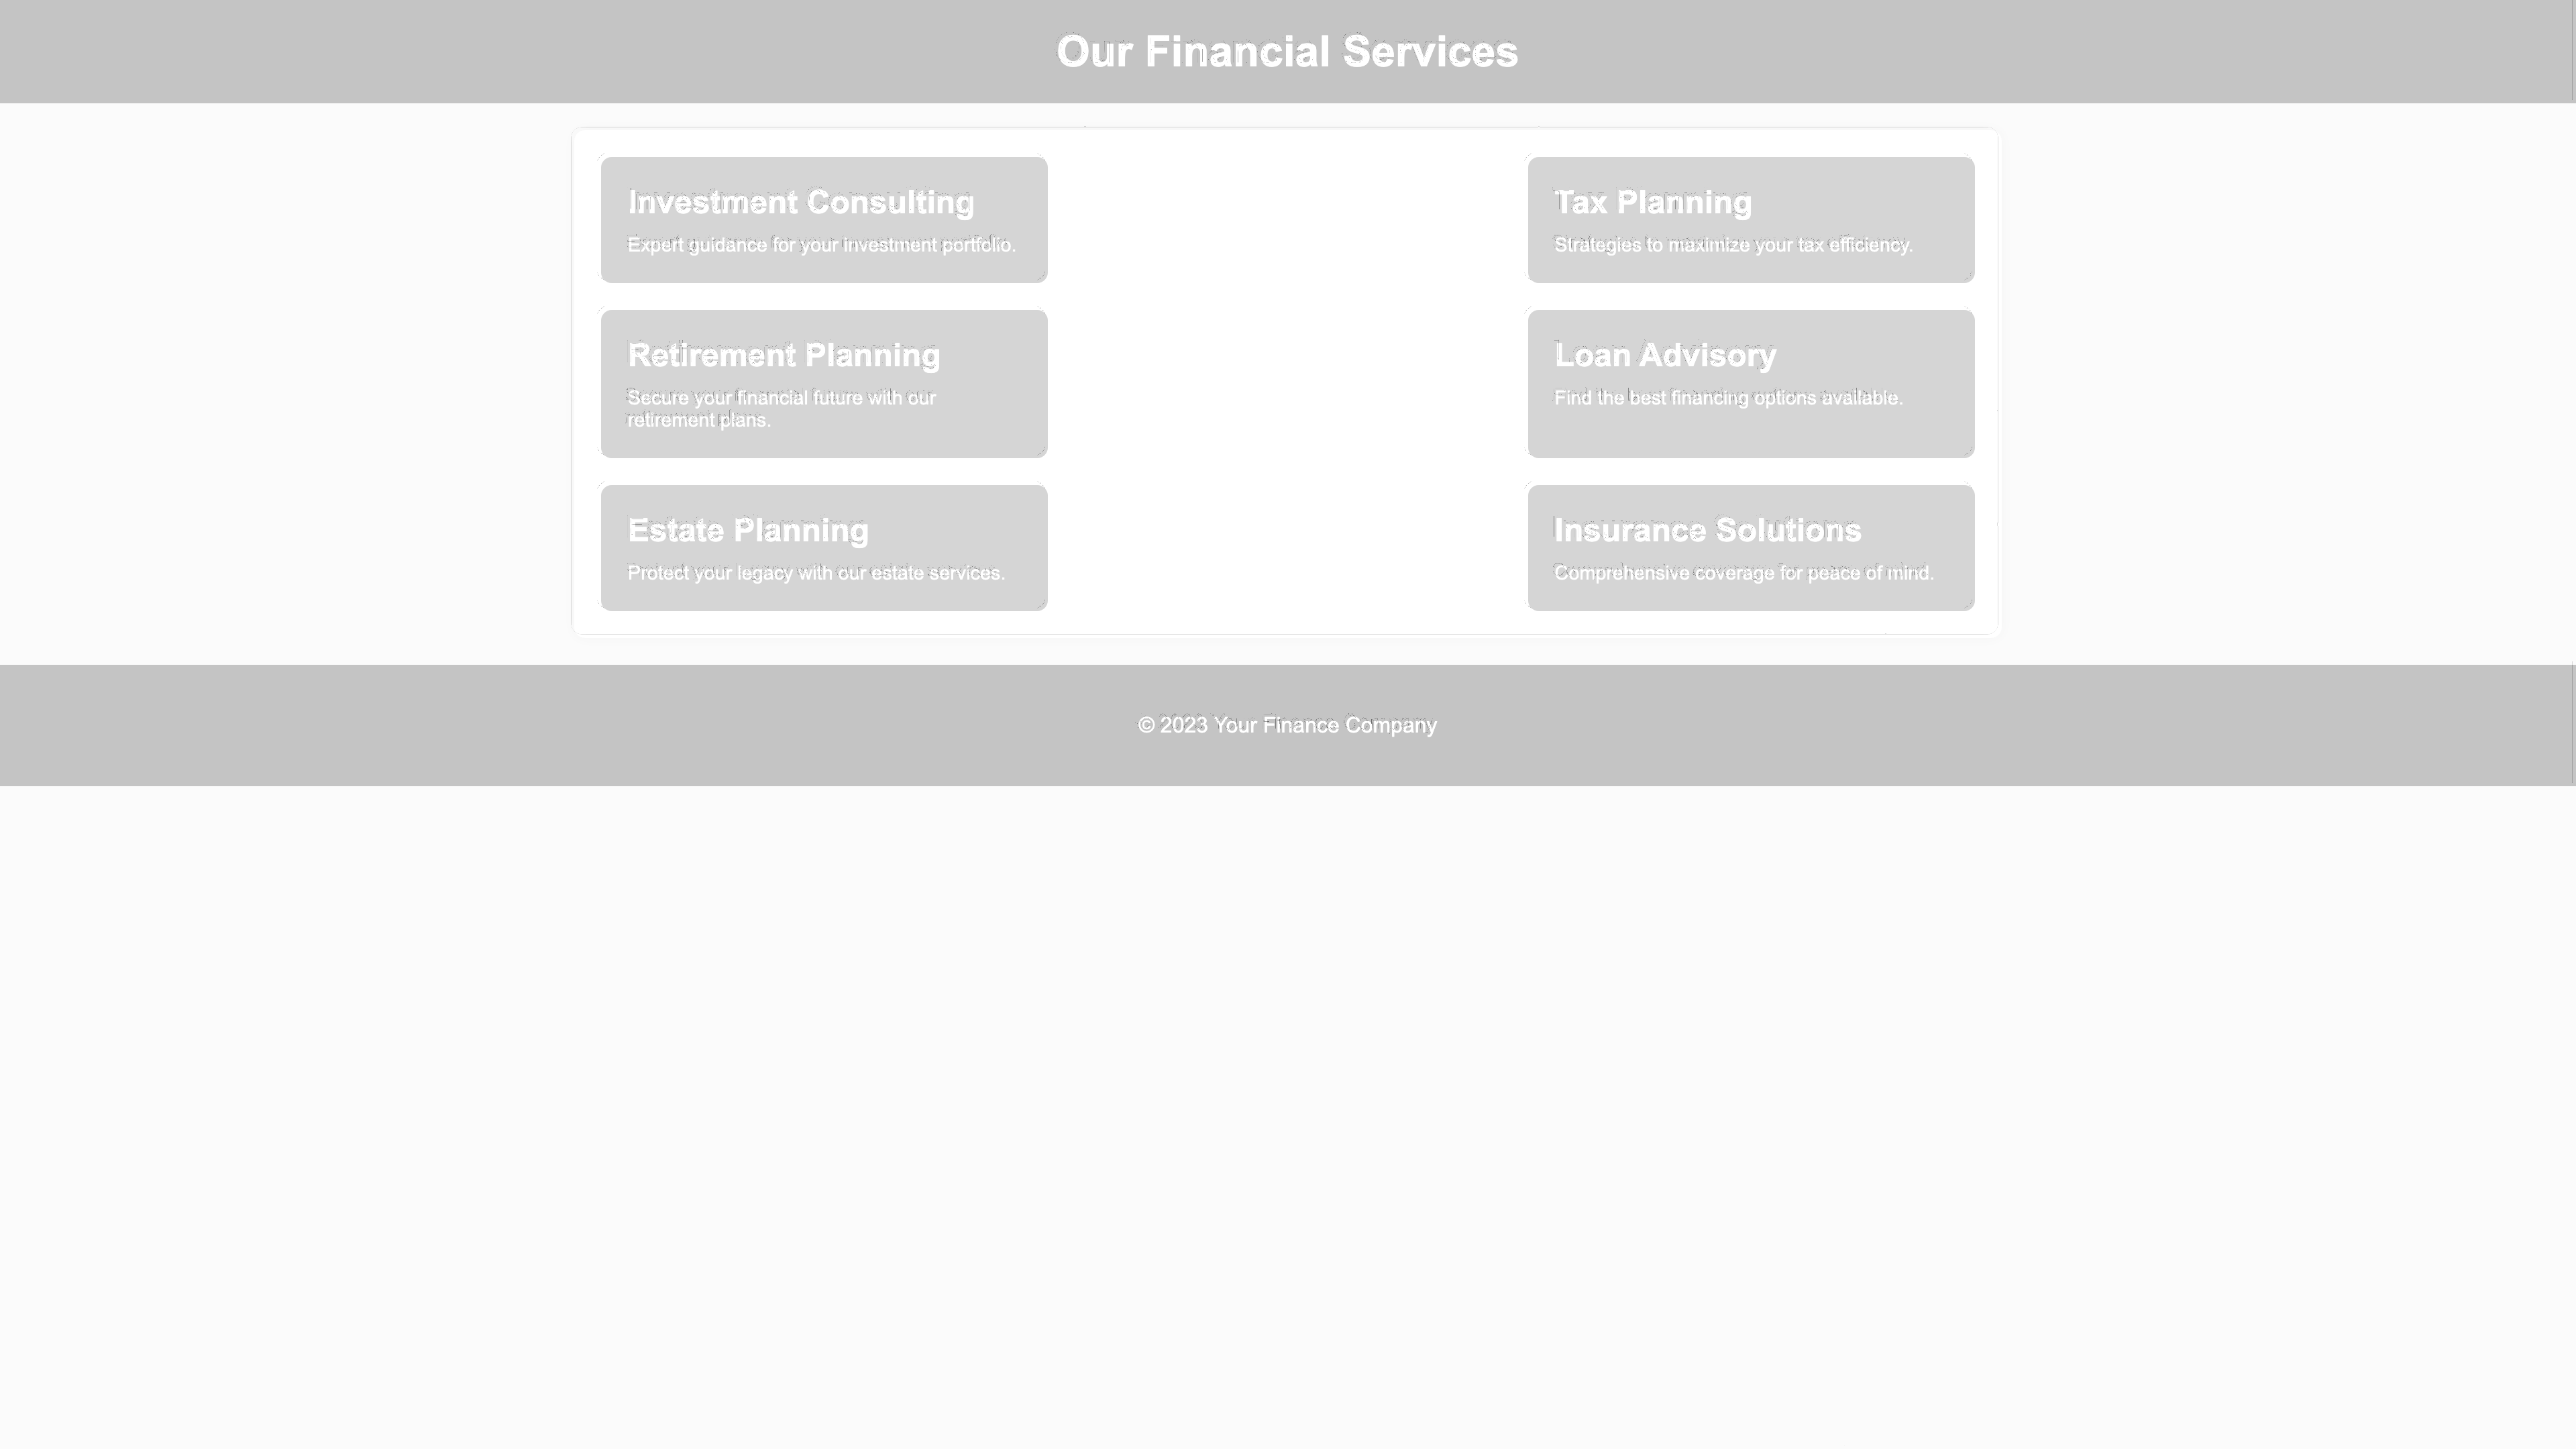 Our Financial Services
Investment Consulting
Expert guidance for your investment portfolio.
Tax Planning
Strategies to maximize your tax efficiency.
Retirement Planning
Secure your financial future with our
retirement plans.
Loan Advisory
Find the best financing options available.
Estate Planning
Protect your legacy with our estate services.
Insurance Solutions
Comprehensive coverage for peace of mind.
© 2023 Your Finance Company